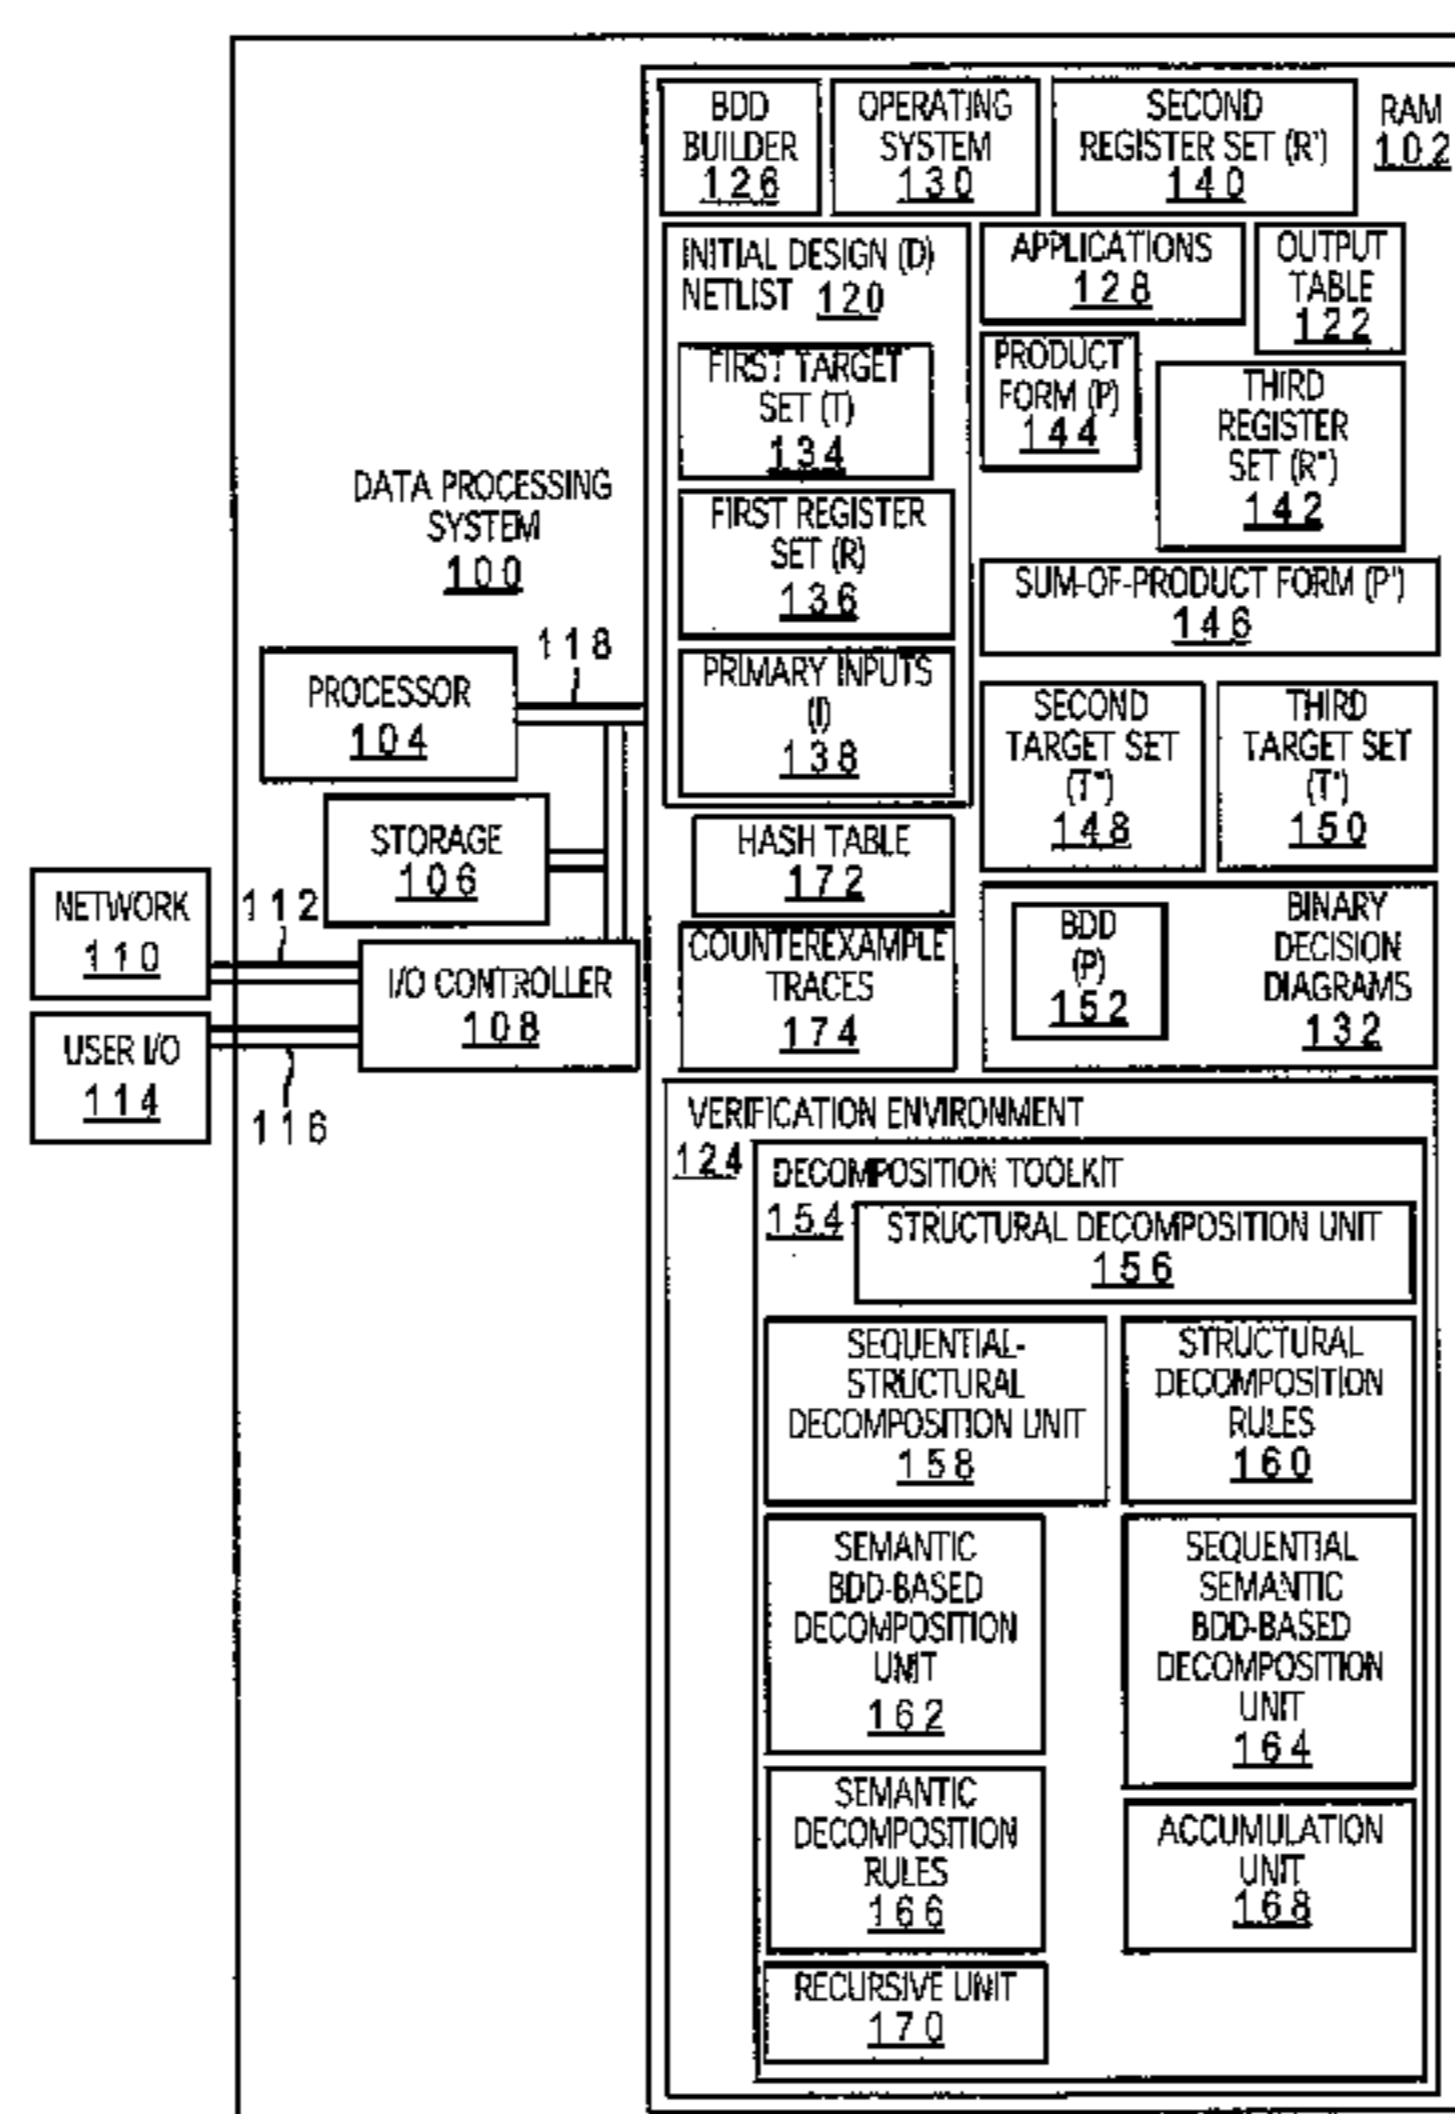 BDD
BUILDER
126
OPERATING
SYSTEM
130
SECOND
REGISTER SET (R')
140
RAM
102
INITIAL DESIGN (D)
NETLIST 120
APPLICATIONS
128
OUTPUT
TABLE
122
FIRST TARGET
SET (T)
134
PRODUCT
FORM (P)
144
THIRD
REGISTER
SET (R")
142
DATA PROCESSING
SYSTEM
100
FIRST REGISTER
SET (R)
136
SUM-OF-PRODUCT FORM (P')
146
118
PROCESSOR
104
PRIMARY INPUTS
(I)
138
SECOND
TARGET SET
(T")
148
THIRD
TARGET SET
(T')
150
STORAGE
106
HASH TABLE
172
NETWORK
110
112
I/O CONTROLLER
108
COUNTEREXAMPLE
TRACES
174
BDD
(P)
152
BINARY
DECISION
DIAGRAMS
132
USER I/O
114
116
VERIFICATION ENVIRONMENT
124
DECOMPOSITION TOOLKIT
154
STRUCTURAL DECOMPOSITION UNIT
156
SEQUENTIAL-
STRUCTURAL
DECOMPOSITION UNIT
158
STRUCTURAL
DECOMPOSITION
RULES
160
SEMANTIC
BDD-BASED
DECOMPOSITION
UNIT
162
SEQUENTIAL
SEMANTIC
BDD-BASED
DECOMPOSITION
UNIT
164
SEMANTIC
DECOMPOSITION
RULES
166
ACCUMULATION
UNIT
168
RECURSIVE UNIT
170